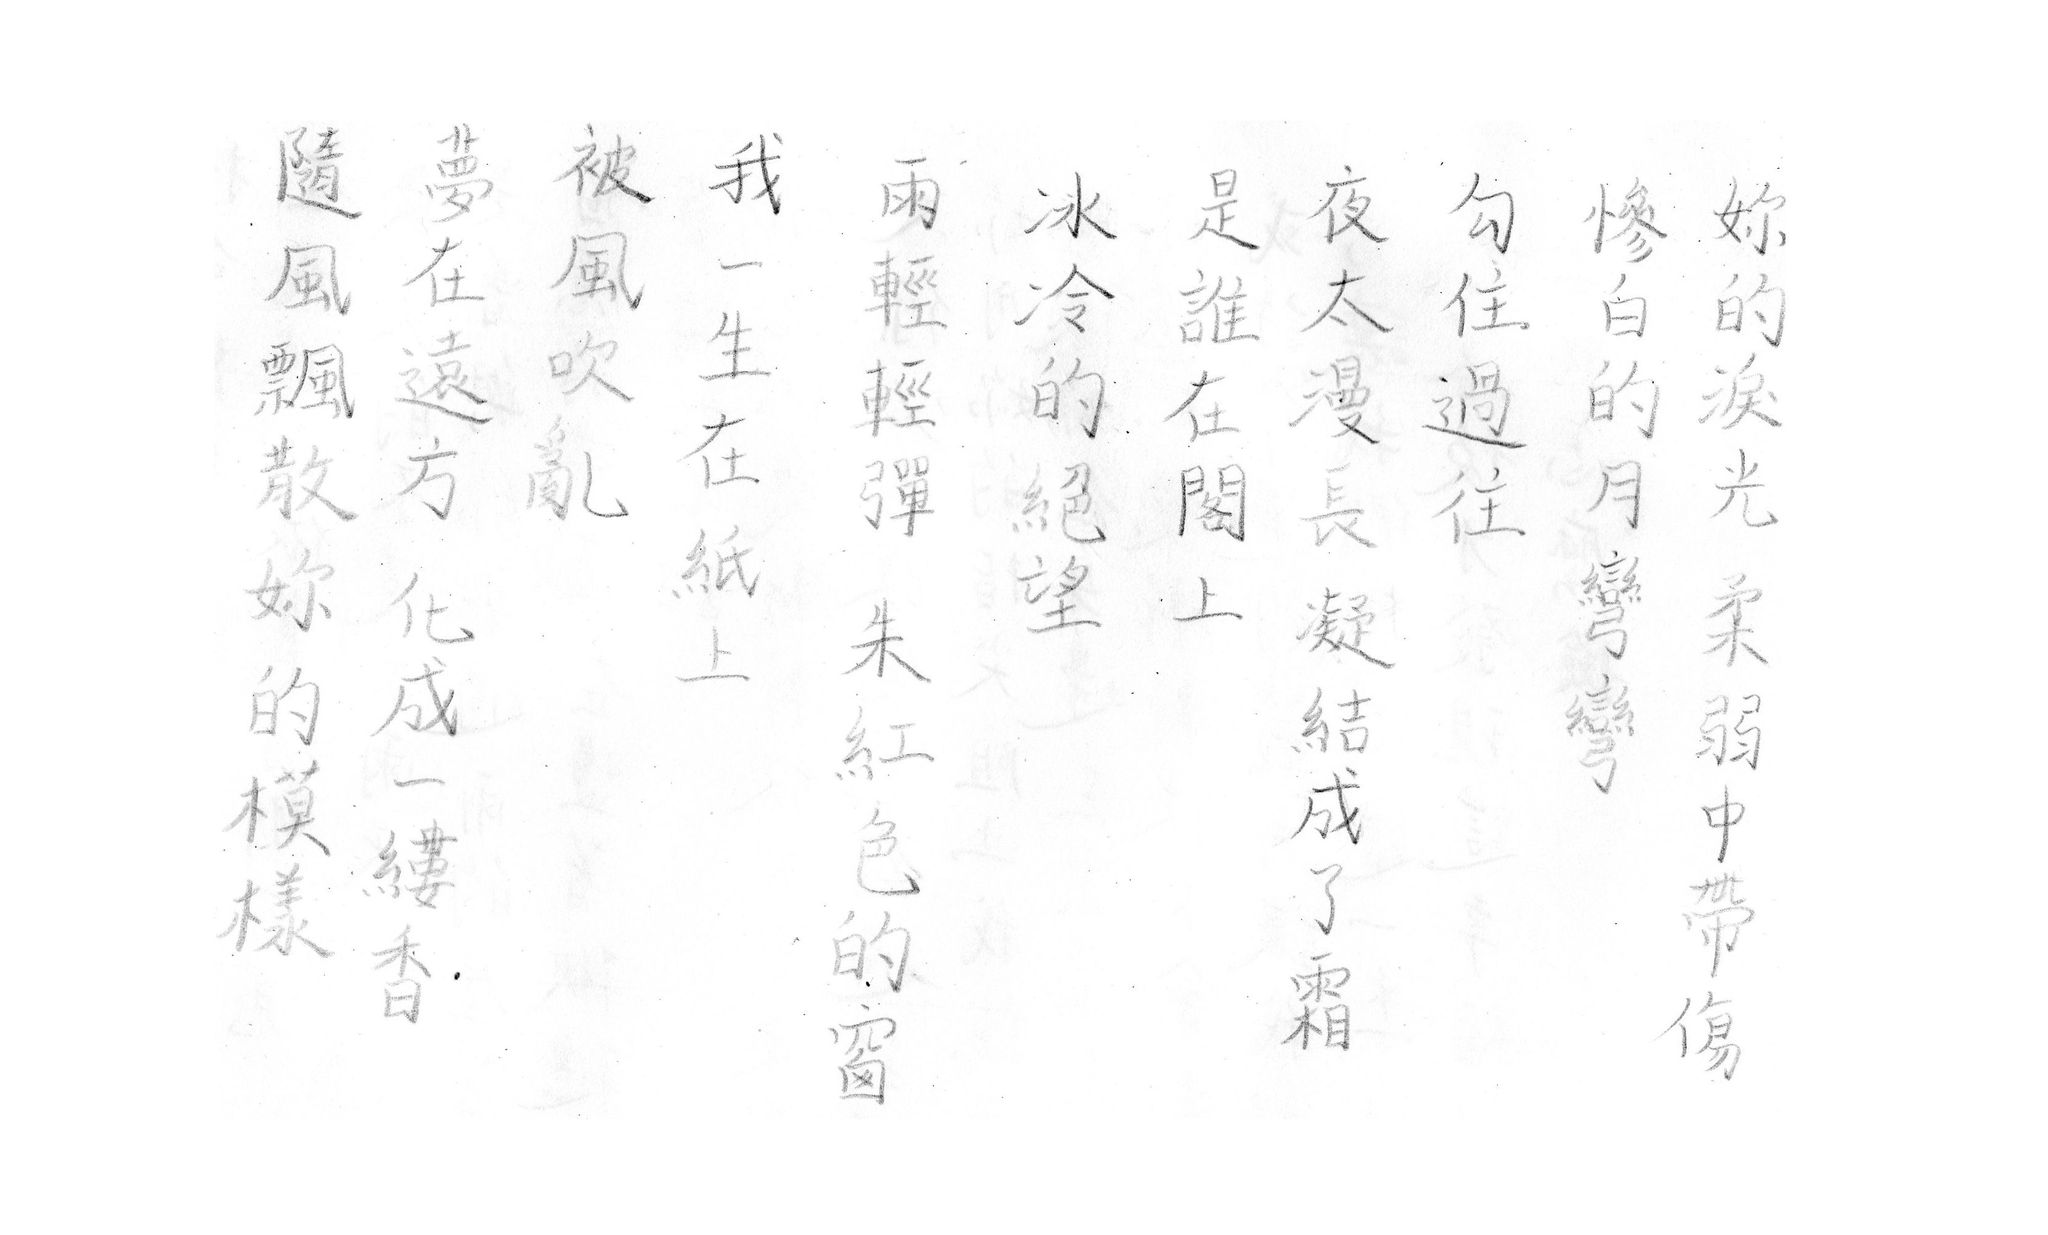 妳的淚光 柔弱中帶傷
慘白的月彎彎
勾住過往
夜太漫長 凝結成了霜
是誰在閣上
冰冷的絕望
雨輕輕彈 朱紅色的窗
我一生在紙上
被風吹亂
夢在遠方 化成一縷香
隨風飄散妳的模樣